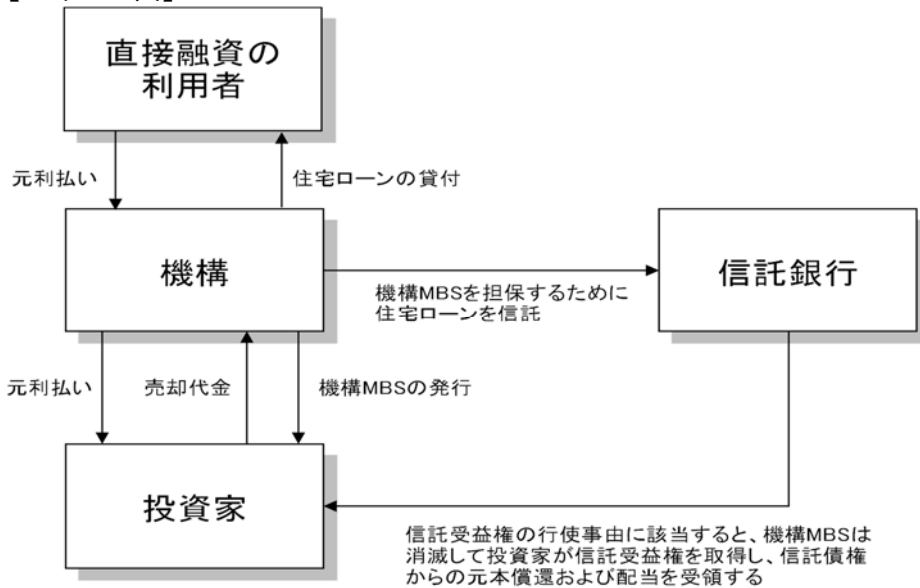 直接融資の
利用者
元利払い
住宅ローンの貸付
機構
信託銀行
機構MBSを担保するために
住宅ローンを信託
元利払い
売却代金
機構MBSの発行
投資家
信託受益権の行使事由に該当すると、機構MBSは
消滅して投資家が信託受益権を取得し、信託債権
からの元本償還および配当を受領する